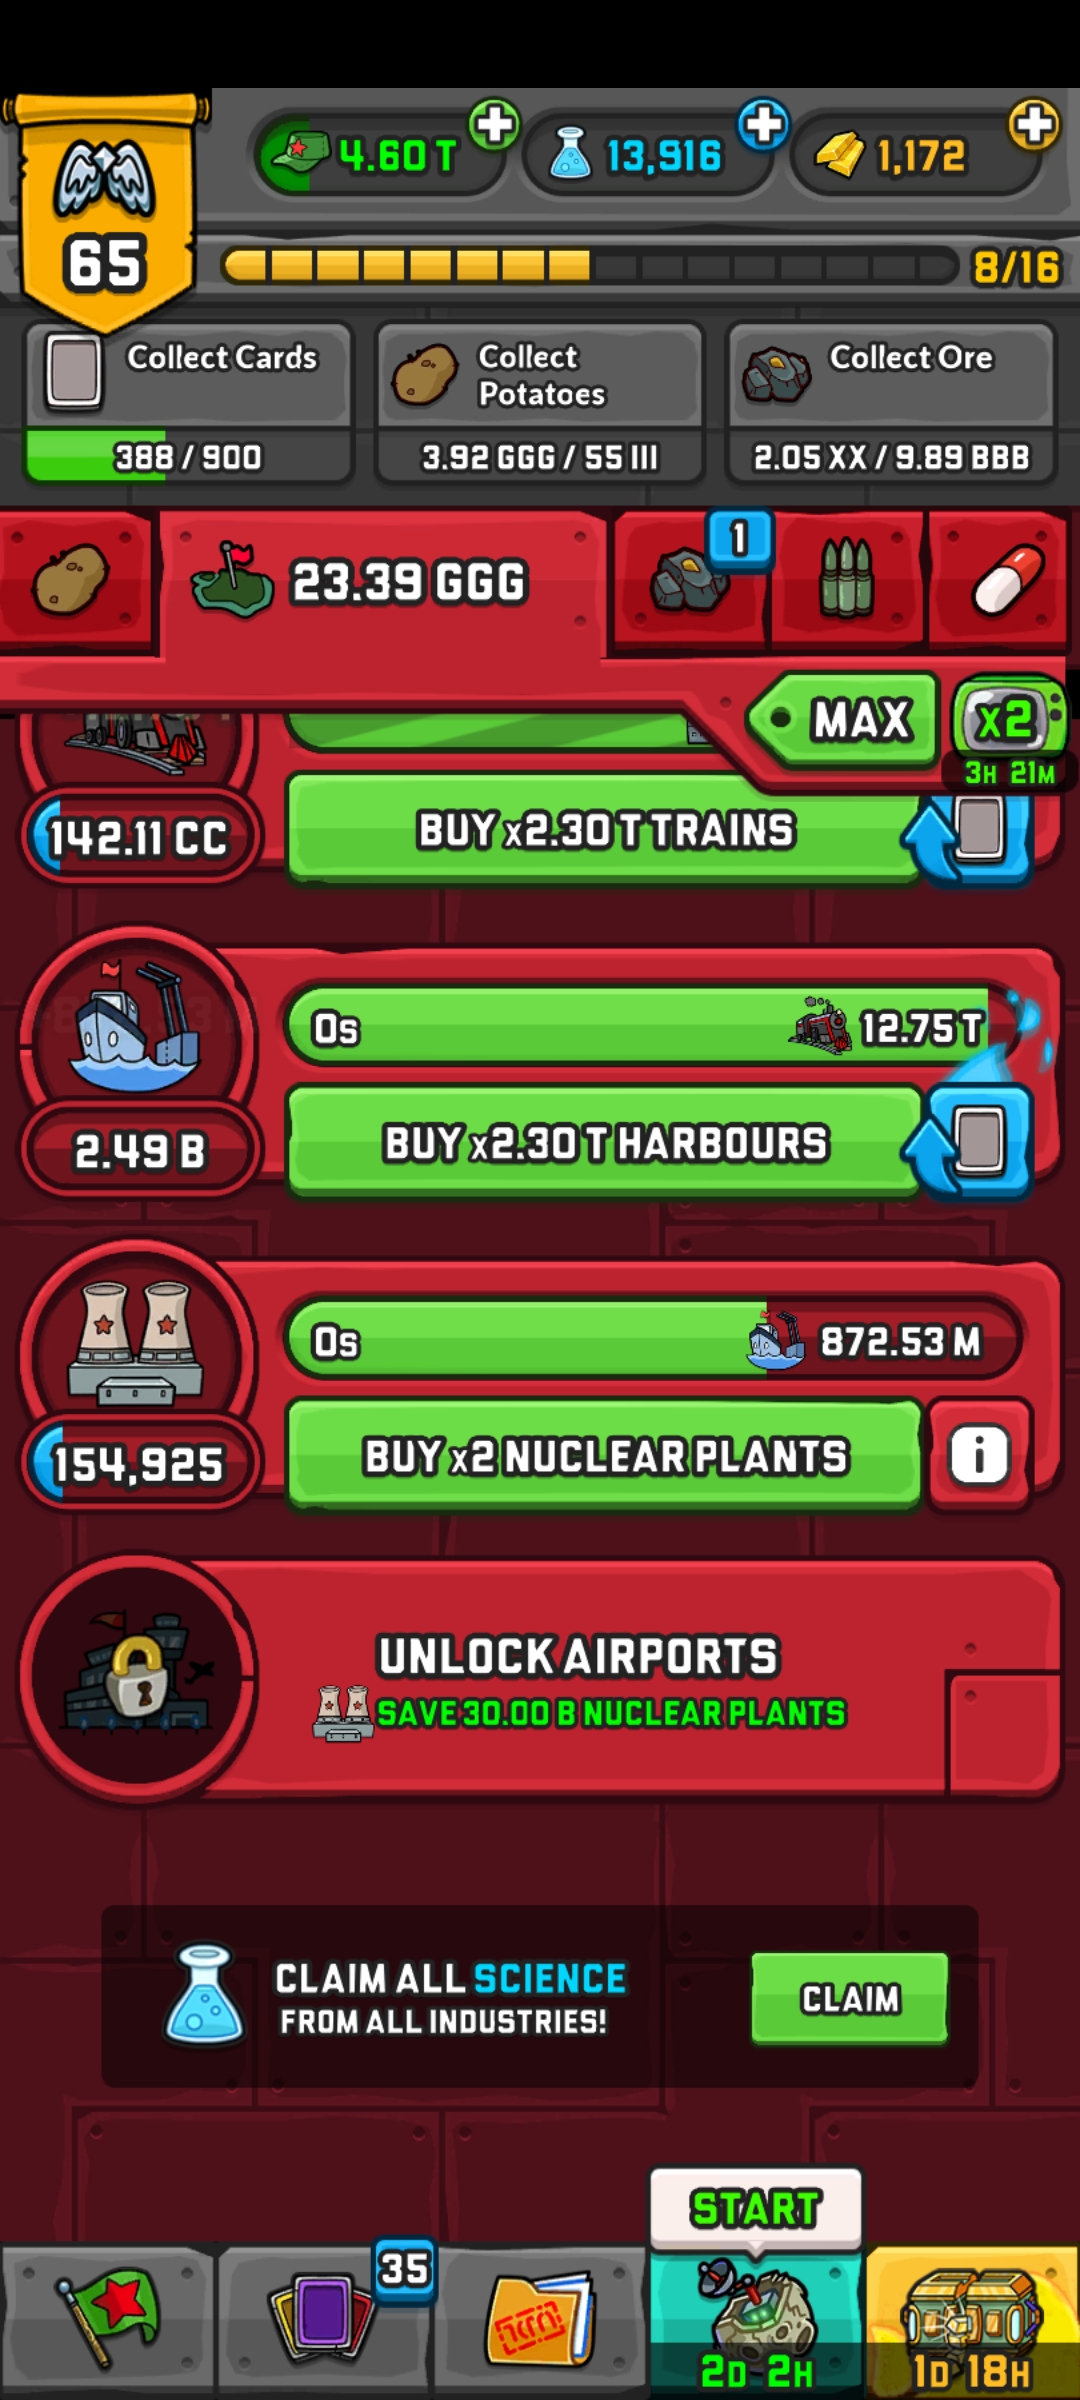 4.60 T
13,916
1,172
65
8/16
Collect Cards
388 / 900
Collect
Potatoes
3.92 GGG / 55 III
Collect Ore
2.05 XX / 9.89 BBB
23.39 GGG
1
MAX
X2
3H 21M
142.11 CC
BUY x2.30 T TRAINS
0s
12.75 T
2.49 B
BUY x2.30 T HARBOURS
0s
872.53 M
154,925
BUY x2 NUCLEAR PLANTS
i
UNLOCK AIRPORTS
SAVE 30.00 B NUCLEAR PLANTS
CLAIM ALL SCIENCE
FROM ALL INDUSTRIES!
CLAIM
START
35
2D 2H
1D 18H